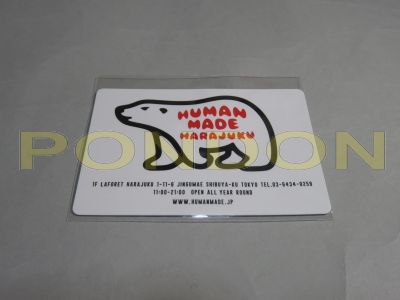 HUMAN
MADE
HARAJUKU
PONDON
1F LAFORET HARAJUKU 1-11-6 JINGUMAE SHIBUYA-KU TOKYO TEL.03-6434-9259
11:00-21:00 OPEN ALL YEAR ROUND
WWW.HUMANMADE.JP